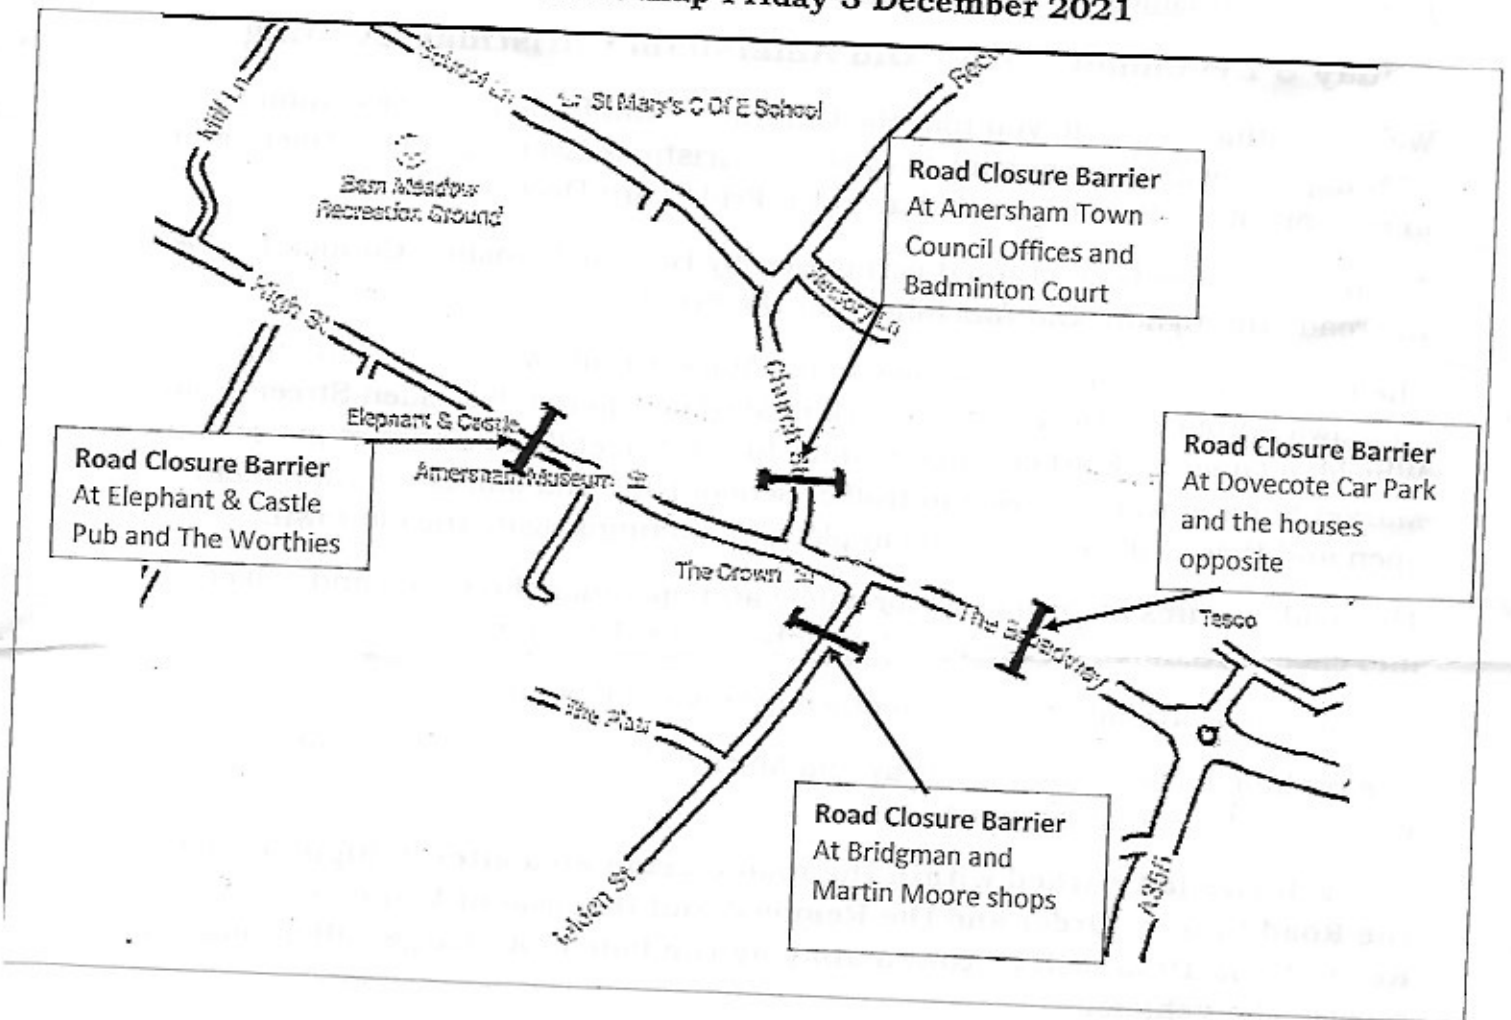 Friday 3 December 2021
School Ln
St Mary's C Of E School
Mill Ln
Barn Meadow
Recreation Ground
Road Closure Barrier
At Amersham Town
Council Offices and
Badminton Court
Rectory Ln
High St
Church St
Elephant & Castle
Amersham Museum
Road Closure Barrier
At Elephant & Castle
Pub and The Worthies
Road Closure Barrier
At Dovecote Car Park
and the houses
opposite
The Crown
The Broadway
Tesco
The Platt
Road Closure Barrier
At Bridgman and
Martin Moore shops
A355